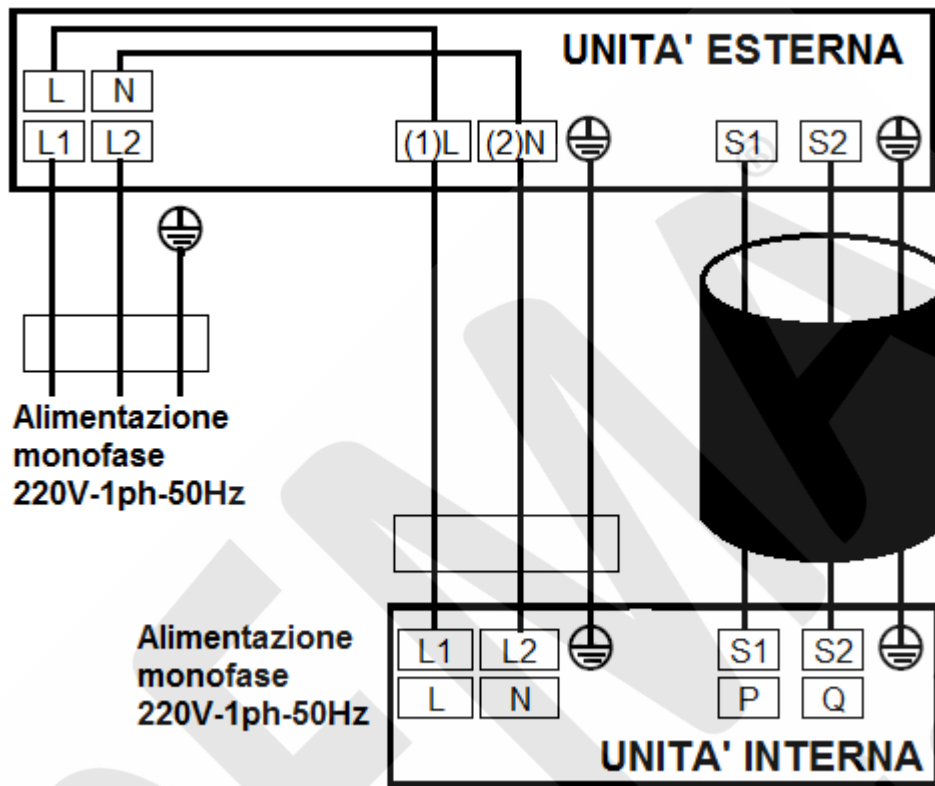 UNITA' ESTERNA
L N
L1 L2 (1)L (2)N S1 S2
Alimentazione
monofase
220V-1ph-50Hz
Alimentazione
monofase
220V-1ph-50Hz
L1 L2 S1 S2
L N P Q
UNITA' INTERNA
®